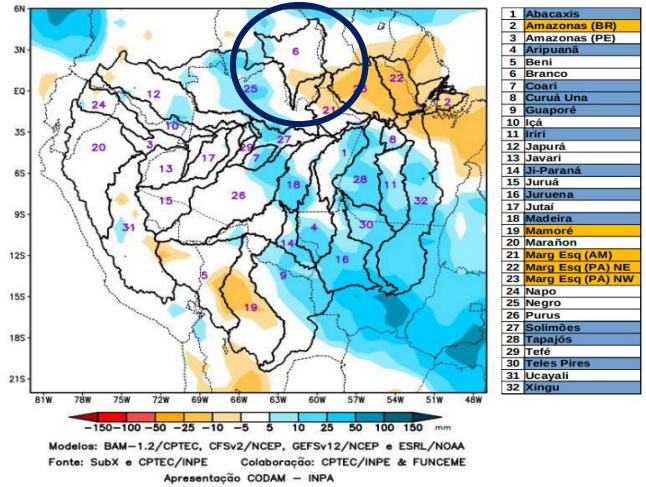 6N
6
3N
25
22
EQ
23
24
12
21
2
10
3S
27
8
20
3
29
1
17
7
13
28
11
6S
18
15
26
32
9S
31
4
30
14
12S
16
5
9
15S
19
18S
21S
81W 78W 75W 72W 69W 66W 63W 60W 57W 54W 51W 48W
-150 -100 -50 -25 -10 -5 5 10 25 50 100 150 mm
Modelos: BAM-1.2/CPTEC, CFSv2/NCEP, GEFSv12/NCEP e ESRL/NOAA
Fonte: SubX e CPTEC/INPE Colaboração: CPTEC/INPE & FUNCEME
Apresentação CODAM - INPA
1 Abacaxis
2 Amazonas (BR)
3 Amazonas (PE)
4 Aripuanã
5 Beni
6 Branco
7 Coari
8 Curuá Una
9 Guaporé
10 Içá
11 Iriri
12 Japurá
13 Javari
14 Ji-Paraná
15 Juruá
16 Juruena
17 Jutaí
18 Madeira
19 Mamoré
20 Marañon
21 Marg Esq (AM)
22 Marg Esq (PA) NE
23 Marg Esq (PA) NW
24 Napo
25 Negro
26 Purus
27 Solimões
28 Tapajós
29 Tefé
30 Teles Pires
31 Ucayali
32 Xingu